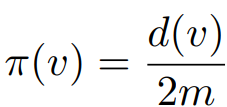 π(v) = d(v) / 2m